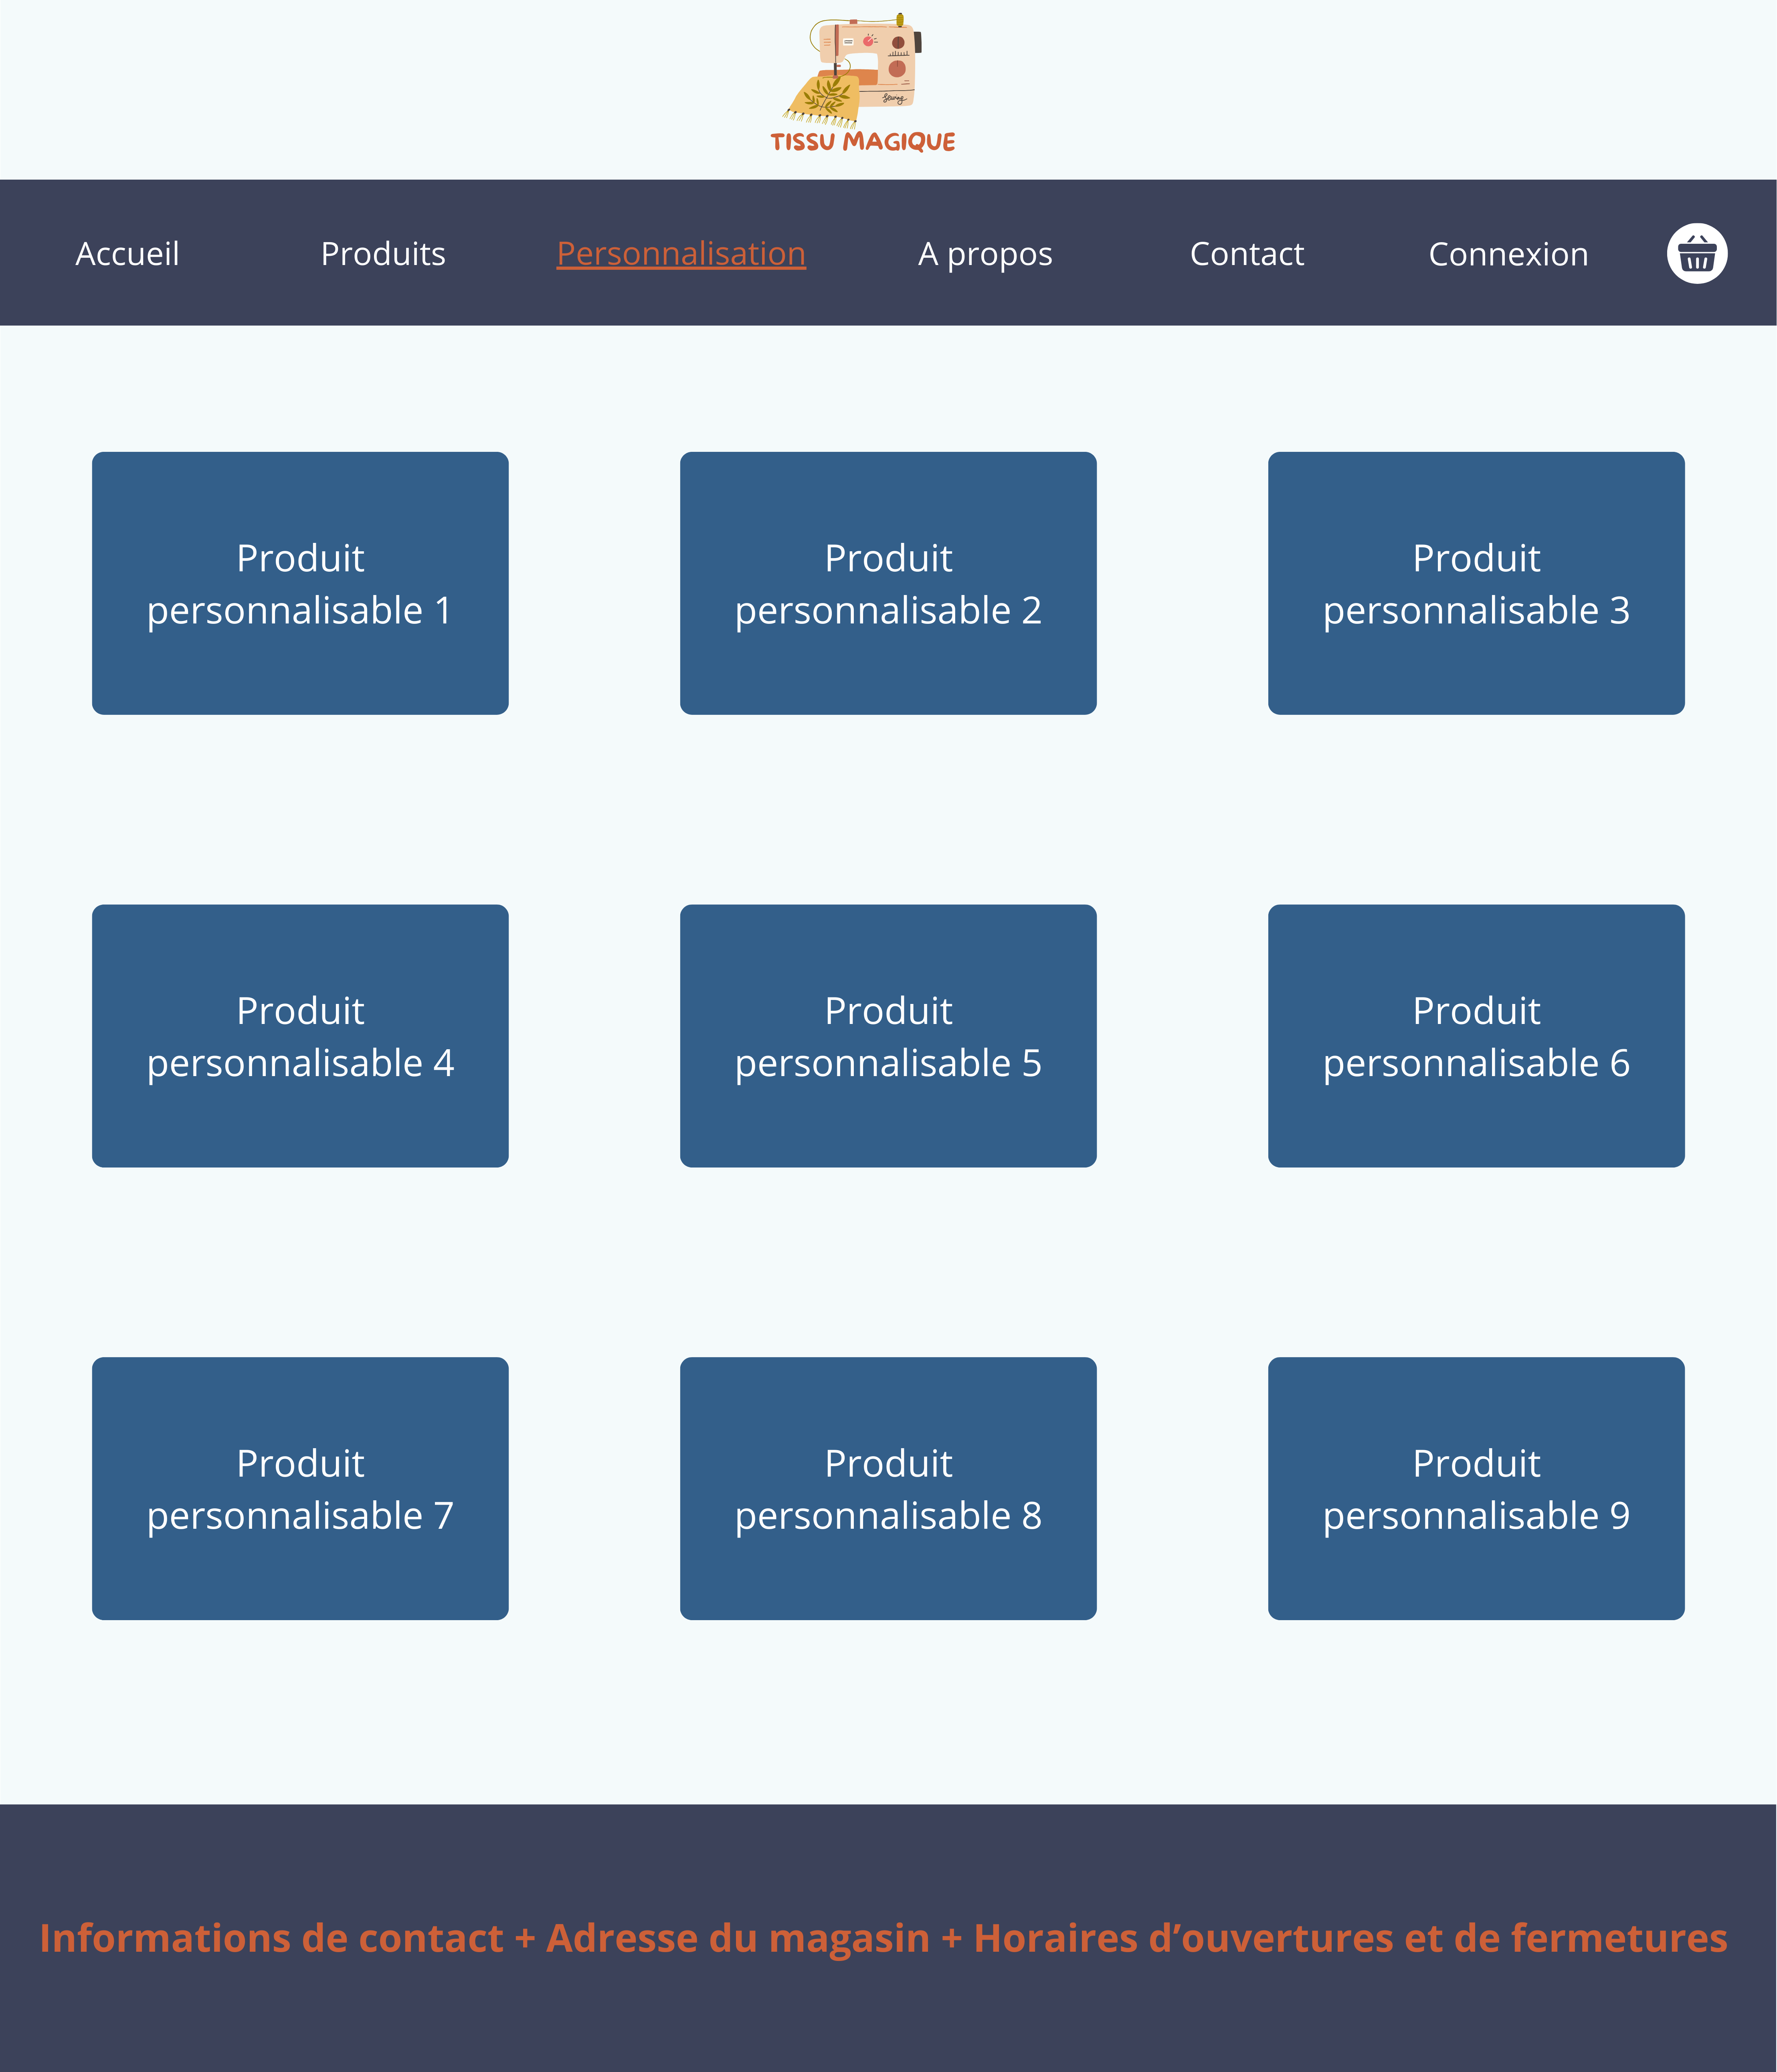 Sewing
TISSU MAGIQUE
Accueil Produits Personnalisation A propos Contact Connexion
Produit
personnalisable 1
Produit
personnalisable 2
Produit
personnalisable 3
Produit
personnalisable 4
Produit
personnalisable 5
Produit
personnalisable 6
Produit
personnalisable 7
Produit
personnalisable 8
Produit
personnalisable 9
Informations de contact + Adresse du magasin + Horaires d’ouvertures et de fermetures